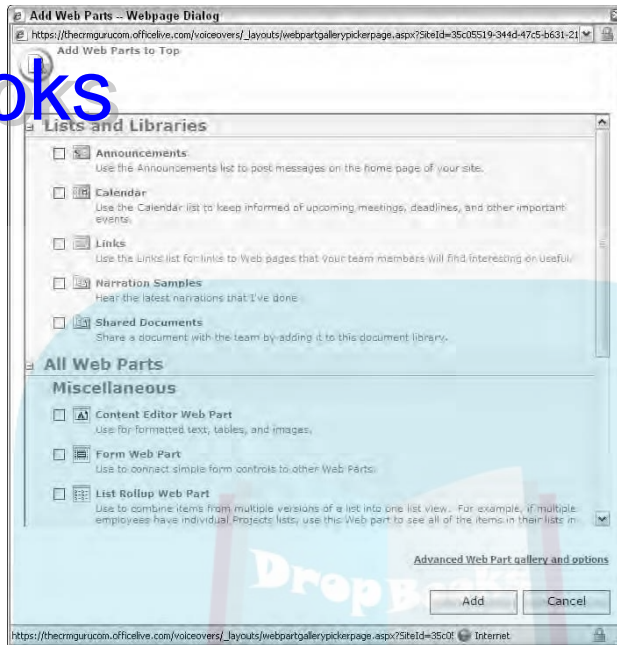 Add Web Parts -- Webpage Dialog
https://thecrmgurucom.officelive.com/voiceovers/_layouts/webpartgallerypickerpage.aspx?SiteId=35c05519-344d-47c5-b631-21
Add Web Parts to Top
oks
Lists and Libraries
Announcements
Use the Announcements list to post messages on the home page of your site.
Calendar
Use the Calendar list to keep informed of upcoming meetings, deadlines, and other important
events.
Links
Use the Links list for links to Web pages that your team members will find interesting or useful.
Narration Samples
Hear the latest narrations that I've done
Shared Documents
Share a document with the team by adding it to this document library.
All Web Parts
Miscellaneous
Content Editor Web Part
Use for formatted text, tables, and images.
Form Web Part
Use to connect simple form controls to other Web Parts.
List Rollup Web Part
Use to combine items from multiple versions of a list into one list view. For example, if multiple
employees have individual Projects lists, use this Web part to see all of the items in their lists in
Advanced Web Part gallery and options
Drop Books
Add Cancel
https://thecrmgurucom.officelive.com/voiceovers/_layouts/webpartgallerypickerpage.aspx?SiteId=35c0! Internet